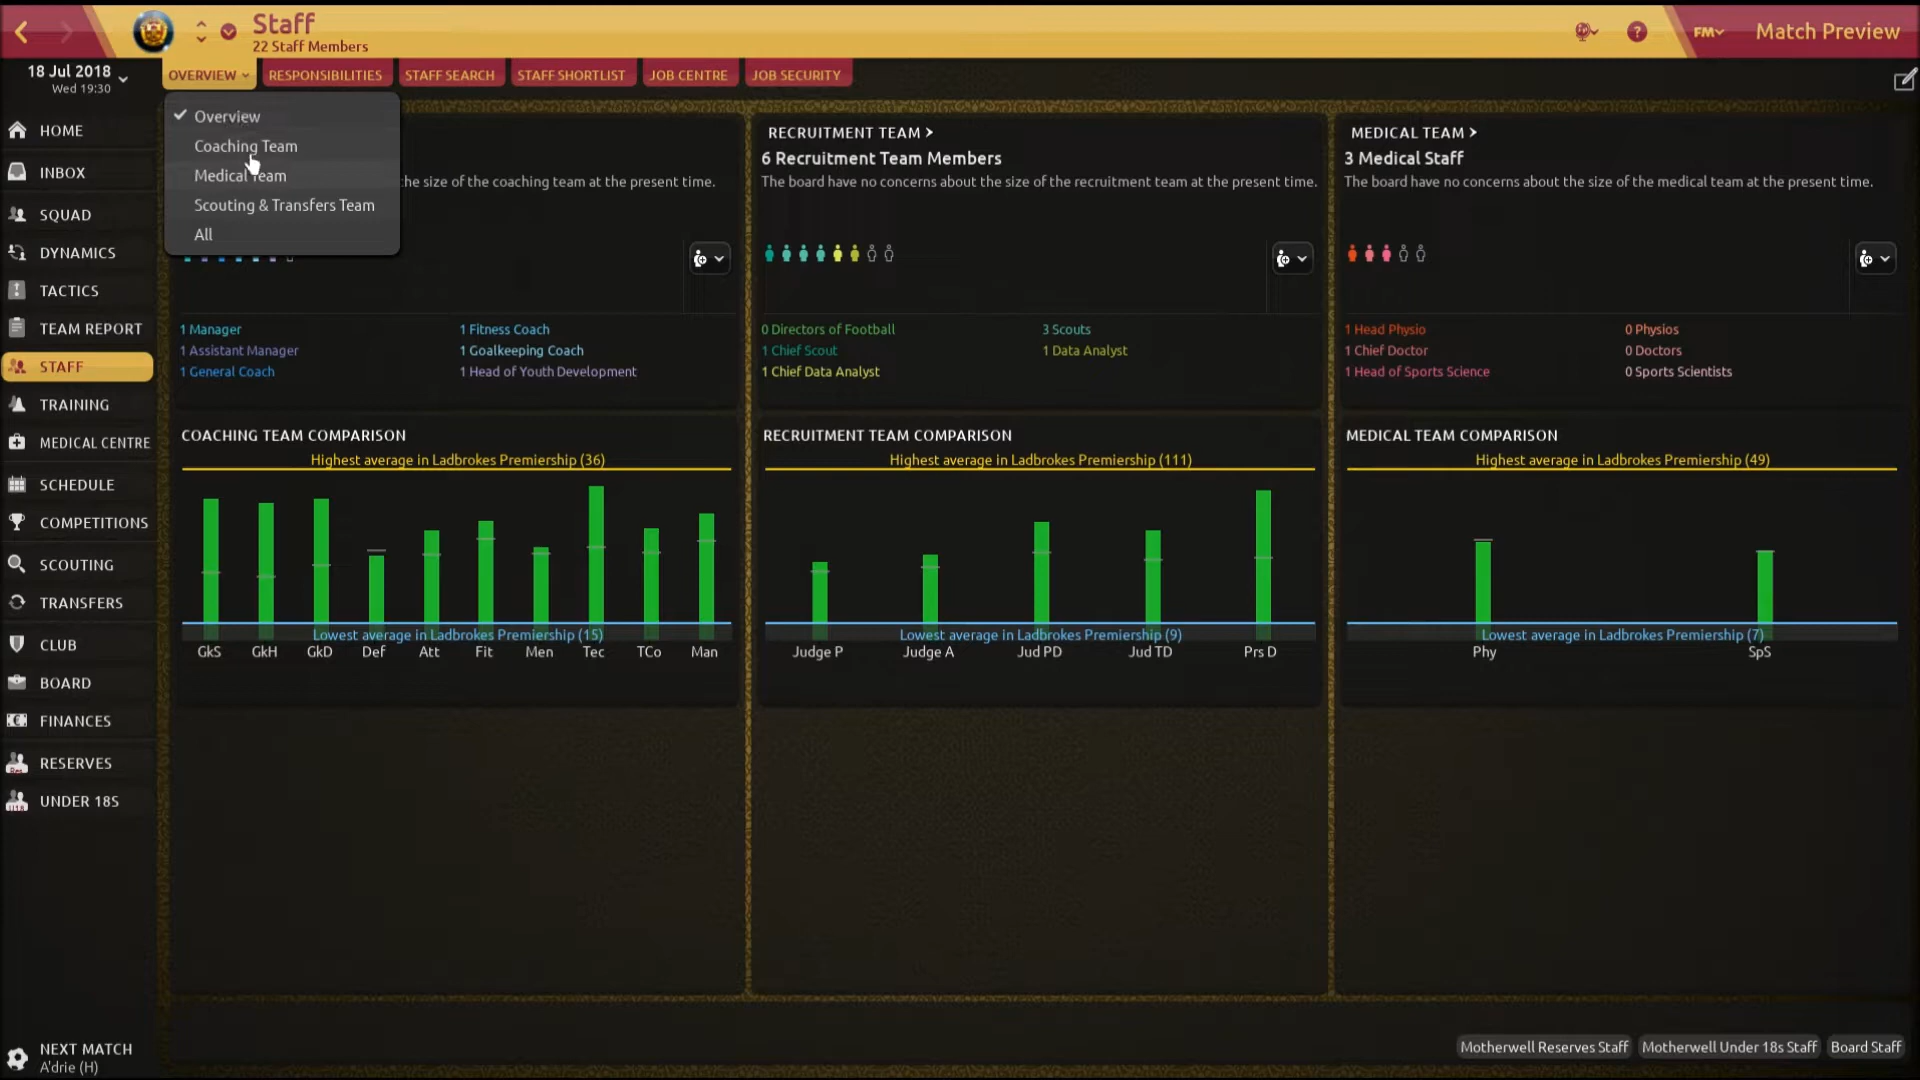 Staff
22 Staff Members
FM
Match Preview
18 Jul 2018
Wed 19:30
OVERVIEW
RESPONSIBILITIES
STAFF SEARCH
STAFF SHORTLIST
JOB CENTRE
JOB SECURITY
Overview
Coaching Team
Medical Team
Scouting & Transfers Team
All
HOME
INBOX
SQUAD
DYNAMICS
TACTICS
TEAM REPORT
STAFF
TRAINING
MEDICAL CENTRE
SCHEDULE
COMPETITIONS
SCOUTING
TRANSFERS
CLUB
BOARD
FINANCES
RESERVES
UNDER 18S
NEXT MATCH
A'drie (H)
the size of the coaching team at the present time.
1 Manager
1 Assistant Manager
1 General Coach
1 Fitness Coach
1 Goalkeeping Coach
1 Head of Youth Development
RECRUITMENT TEAM >
6 Recruitment Team Members
The board have no concerns about the size of the recruitment team at the present time.
0 Directors of Football
1 Chief Scout
1 Chief Data Analyst
3 Scouts
1 Data Analyst
MEDICAL TEAM >
3 Medical Staff
The board have no concerns about the size of the medical team at the present time.
1 Head Physio
1 Chief Doctor
1 Head of Sports Science
0 Physios
0 Doctors
0 Sports Scientists
COACHING TEAM COMPARISON
Highest average in Ladbrokes Premiership (36)
Lowest average in Ladbrokes Premiership (15)
GkS GkH GkD Def Att Fit Men Tec TCo Man
RECRUITMENT TEAM COMPARISON
Highest average in Ladbrokes Premiership (111)
Lowest average in Ladbrokes Premiership (9)
Judge P Judge A Jud PD Jud TD Prs D
MEDICAL TEAM COMPARISON
Highest average in Ladbrokes Premiership (49)
Lowest average in Ladbrokes Premiership (7)
Phy SpS
Motherwell Reserves Staff
Motherwell Under 18s Staff
Board Staff